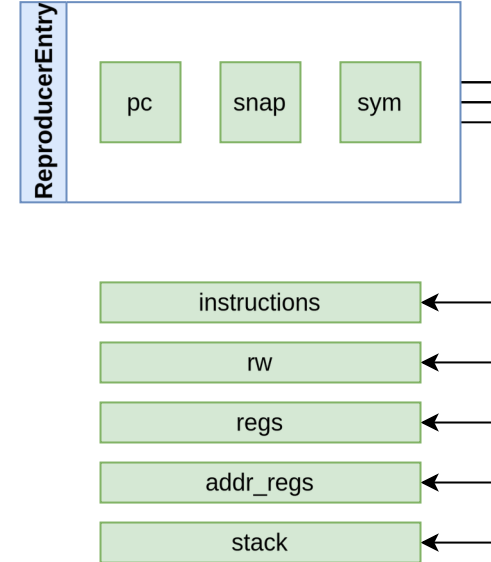 ReproducerEntry
pc
snap
sym
instructions
rw
regs
addr_regs
stack